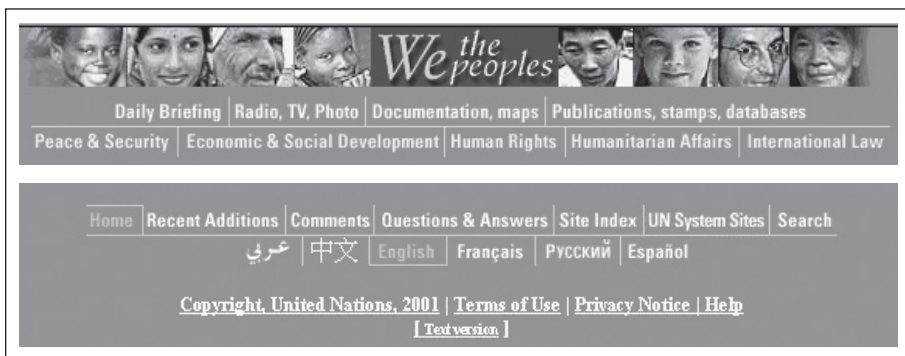 We the peoples
Daily Briefing | Radio, TV, Photo | Documentation, maps | Publications, stamps, databases
Peace & Security | Economic & Social Development | Human Rights | Humanitarian Affairs | International Law
Home | Recent Additions | Comments | Questions & Answers | Site Index | UN System Sites | Search
عربي | 中文 | English | Français | Русский | Español
Copyright, United Nations, 2001 | Terms of Use | Privacy Notice | Help
[ Text version ]